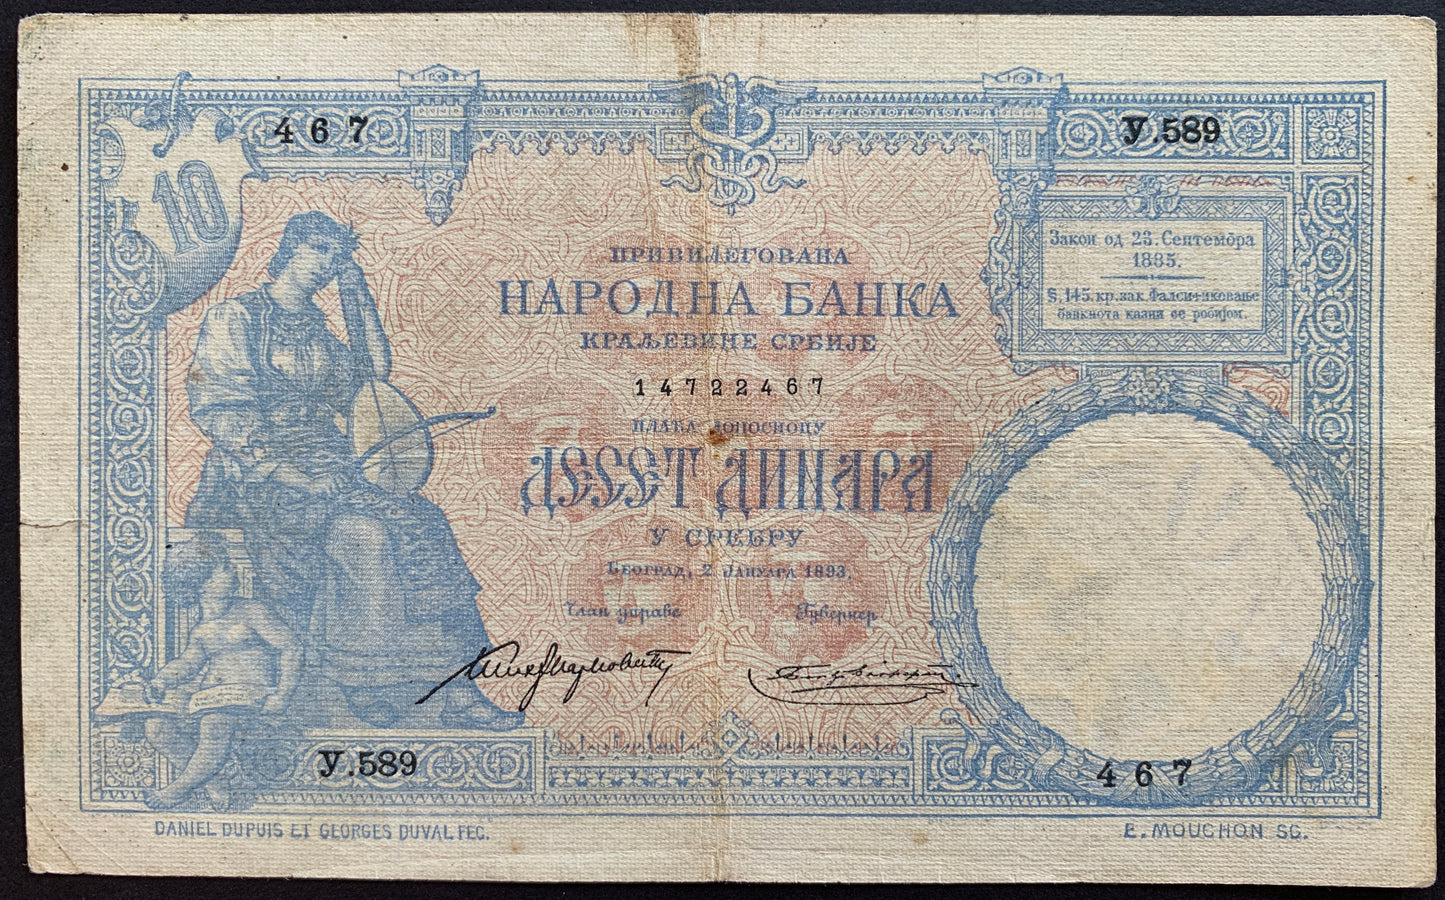 467
У.589
10
Закон од 23. Септембра
1885.
§. 145. кр. зак. Фалсификовање
банкнота казни се робијом.
ПРИВИЛЕГОВАНА
НАРОДНА БАНКА
КРАЉЕВИНЕ СРБИЈЕ
14722467
ПЛАЋА ДОНОСИОЦУ
ДЕСЕТ ДИНАРА
У СРЕБРУ
БЕОГРАД, 2 ЈАНУАРА 1893.
Члан управе
Гувернер
У.589
467
DANIEL DUPUIS ET GEORGES DUVAL FEC.
E. MOUCHON SC.